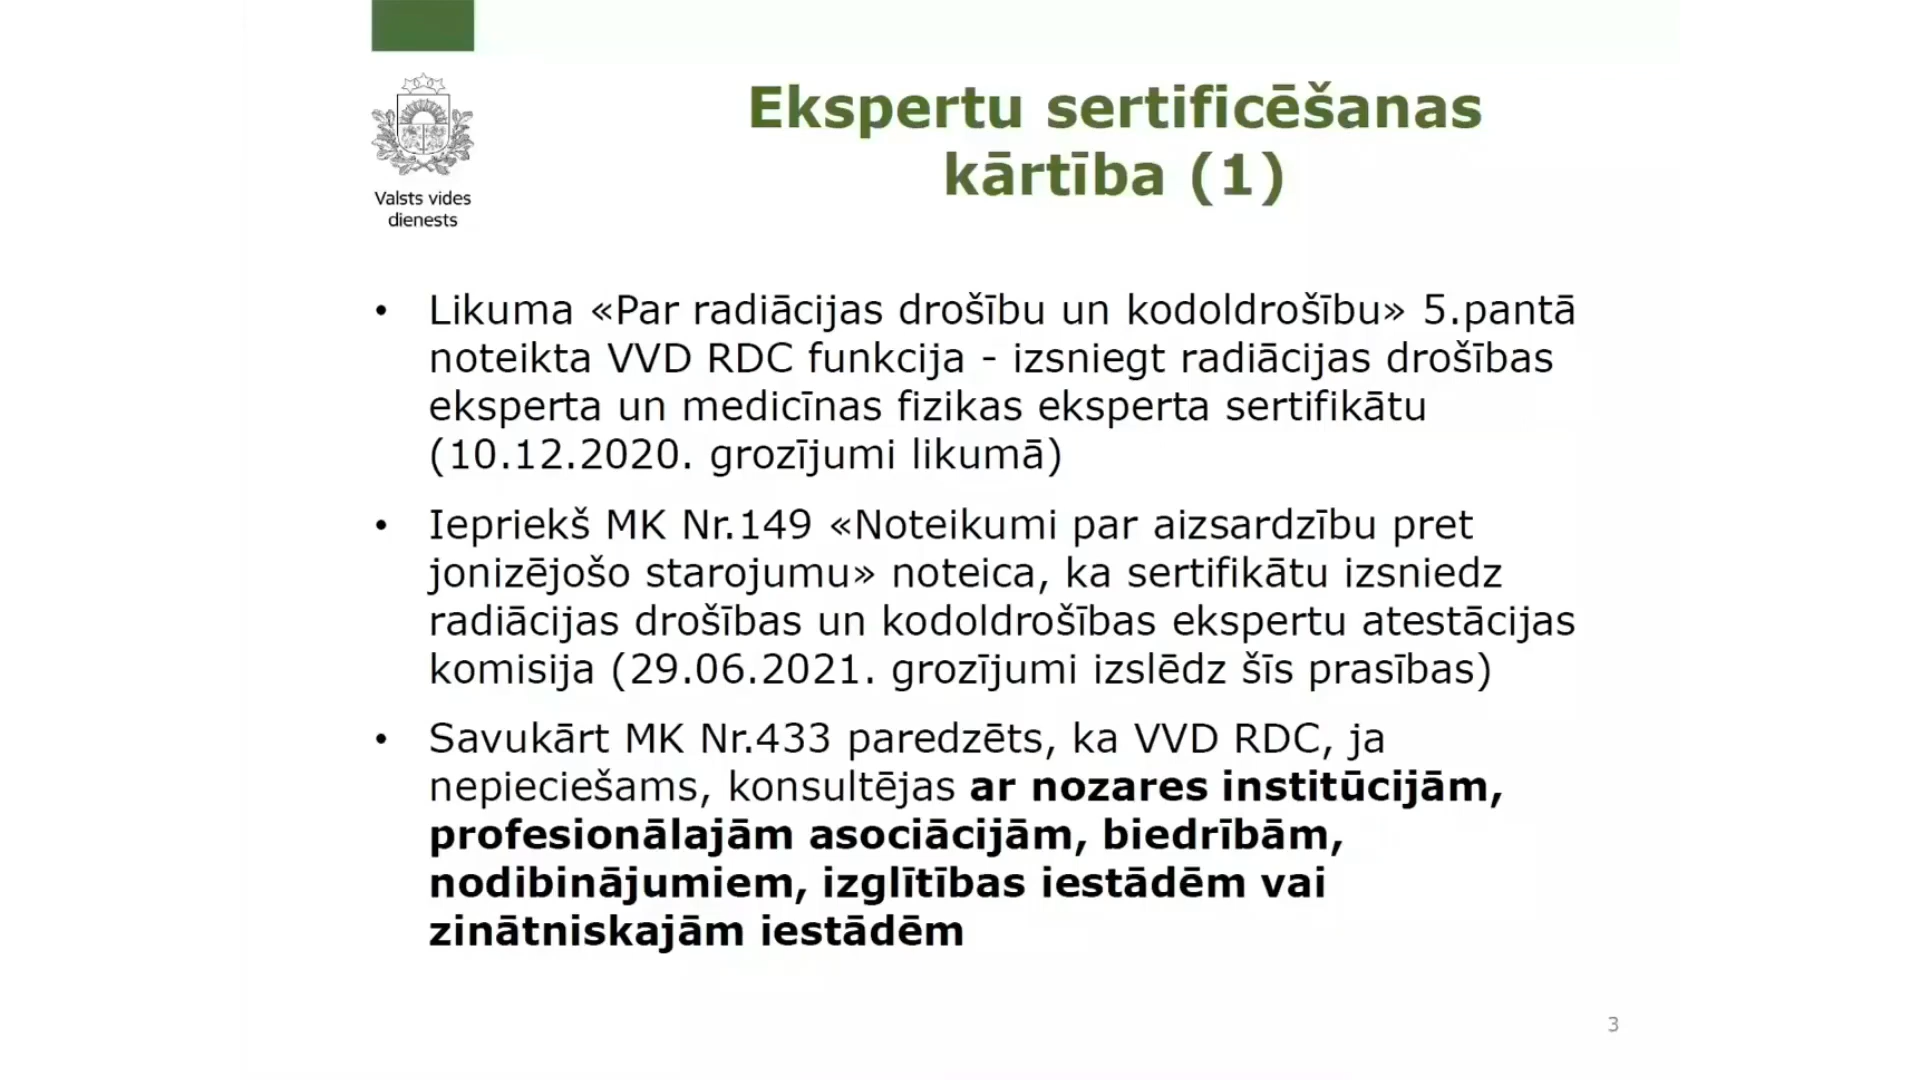 Valsts vides
dienests
Ekspertu sertificēšanas
kārtība (1)
• Likuma «Par radiācijas drošību un kodoldrošību» 5.pantā
noteikta VVD RDC funkcija - izsniegt radiācijas drošības
eksperta un medicīnas fizikas eksperta sertifikātu
(10.12.2020. grozījumi likumā)
• Iepriekš MK Nr.149 «Noteikumi par aizsardzību pret
jonizējošo starojumu» noteica, ka sertifikātu izsniedz
radiācijas drošības un kodoldrošības ekspertu atestācijas
komisija (29.06.2021. grozījumi izslēdz šīs prasības)
• Savukārt MK Nr.433 paredzēts, ka VVD RDC, ja
nepieciešams, konsultējas ar nozares institūcijām,
profesionālajām asociācijām, biedrībām,
nodibinājumiem, izglītības iestādēm vai
zinātniskajām iestādēm
3